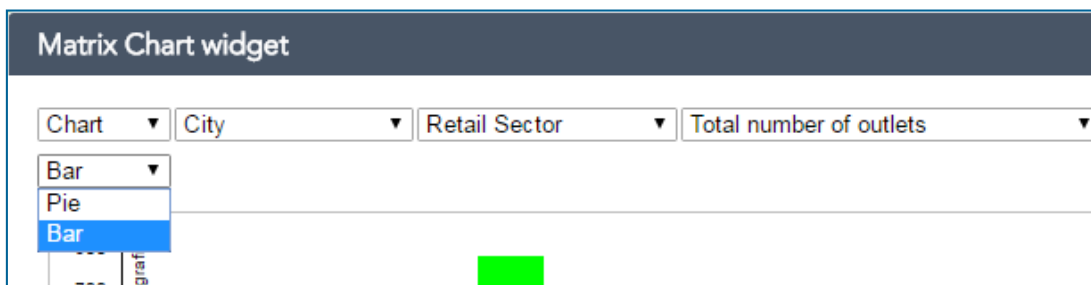 Matrix Chart widget
Chart City Retail Sector Total number of outlets
Bar
Pie
Bar